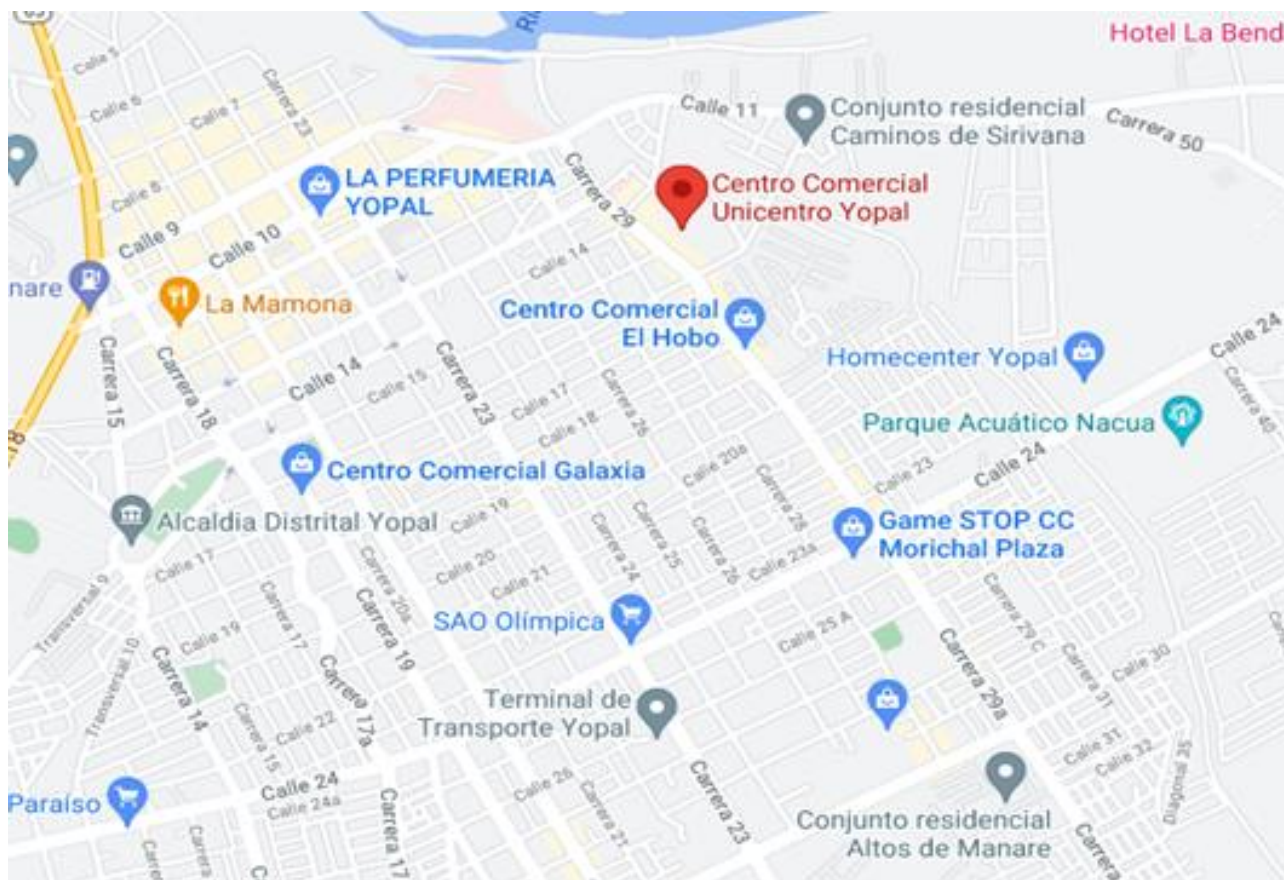 65
Rí
Hotel La Bend
Calle 5
Calle 6
Calle 7
Carrera 23
Calle 11
Conjunto residencial
Caminos de Sirivana
Carrera 50
LA PERFUMERIA
YOPAL
Calle 8
Carrera 29
Centro Comercial
Unicentro Yopal
Calle 9
Calle 10
Calle 14
nare
La Mamona
Centro Comercial
El Hobo
Calle 24
Homecenter Yopal
Carrera 15
Carrera 18
Calle 14
Calle 15
Carrera 23
Calle 17
Calle 18
Carrera 26
Parque Acuático Nacua
Carrera 40
Centro Comercial Galaxia
Calle 20a
Calle 23
Calle 24
Alcaldia Distrital Yopal
Calle 19
Carrera 28
Game STOP CC
Morichal Plaza
Calle 17
Calle 20
Calle 21
Carrera 24
Carrera 25
Carrera 26
Calle 23a
Transversal 9
Carrera 20a
SAO Olímpica
Calle 25 A
Carrera 29 C
Calle 19
Carrera 17
Carrera 19
Transversal 10
Carrera 14
Calle 30
Carrera 31
Carrera 29a
Terminal de
Transporte Yopal
Calle 22
Carrera 15
Carrera 17a
Calle 31
Calle 32
Diagonal 35
Calle 24
Calle 24a
Calle 26
Paraíso
Carrera 21
Carrera 23
Carrera 17
Conjunto residencial
Altos de Manare
Carrera